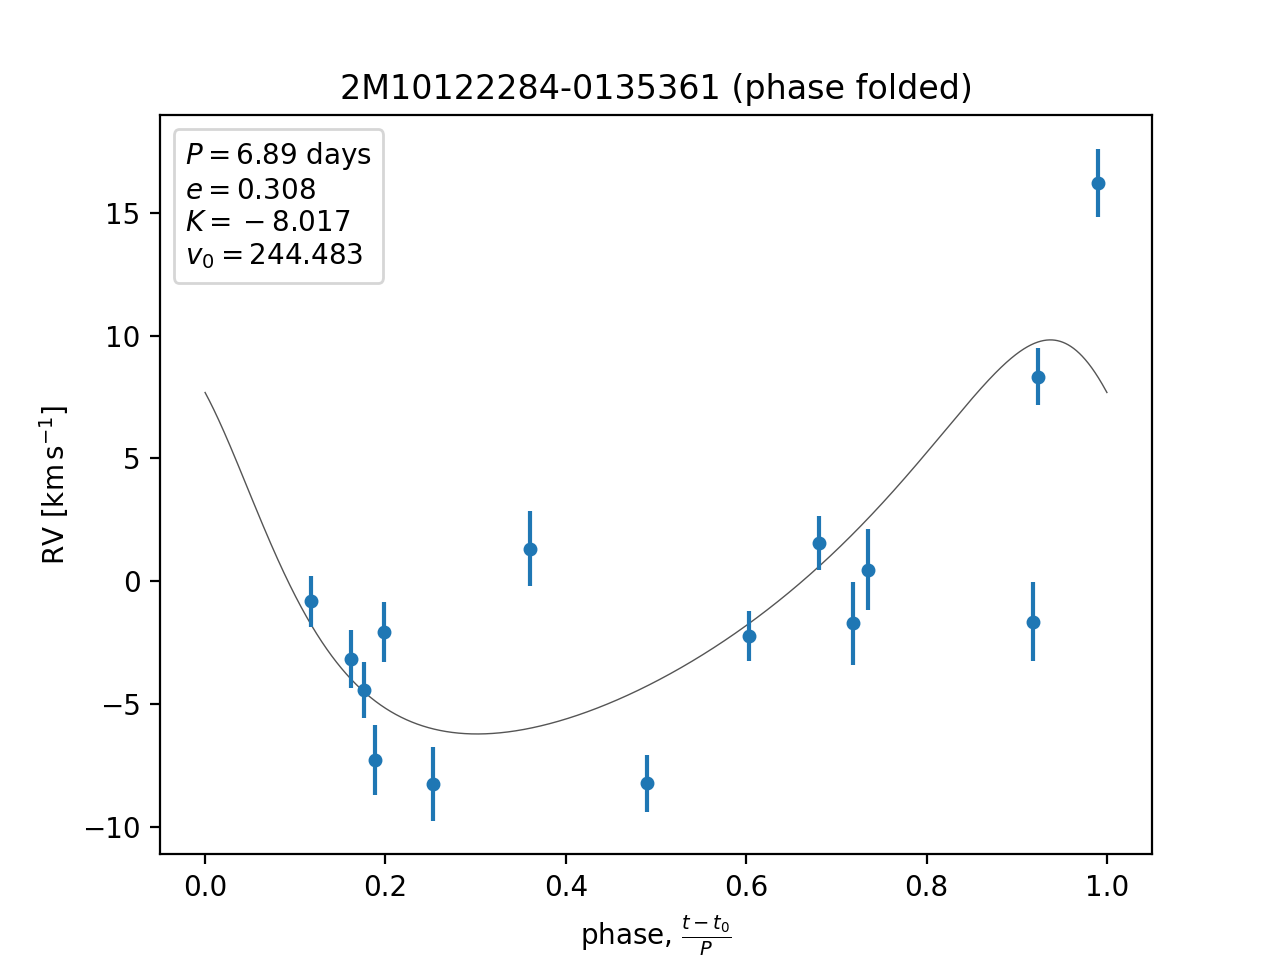 2M10122284-0135361 (phase folded)
P = 6.89 days
e = 0.308
K = −8.017
v₀ = 244.483
15
10
5
0
−5
−10
RV [km s⁻¹]
0.0 0.2 0.4 0.6 0.8 1.0
phase, (t − t₀)/P